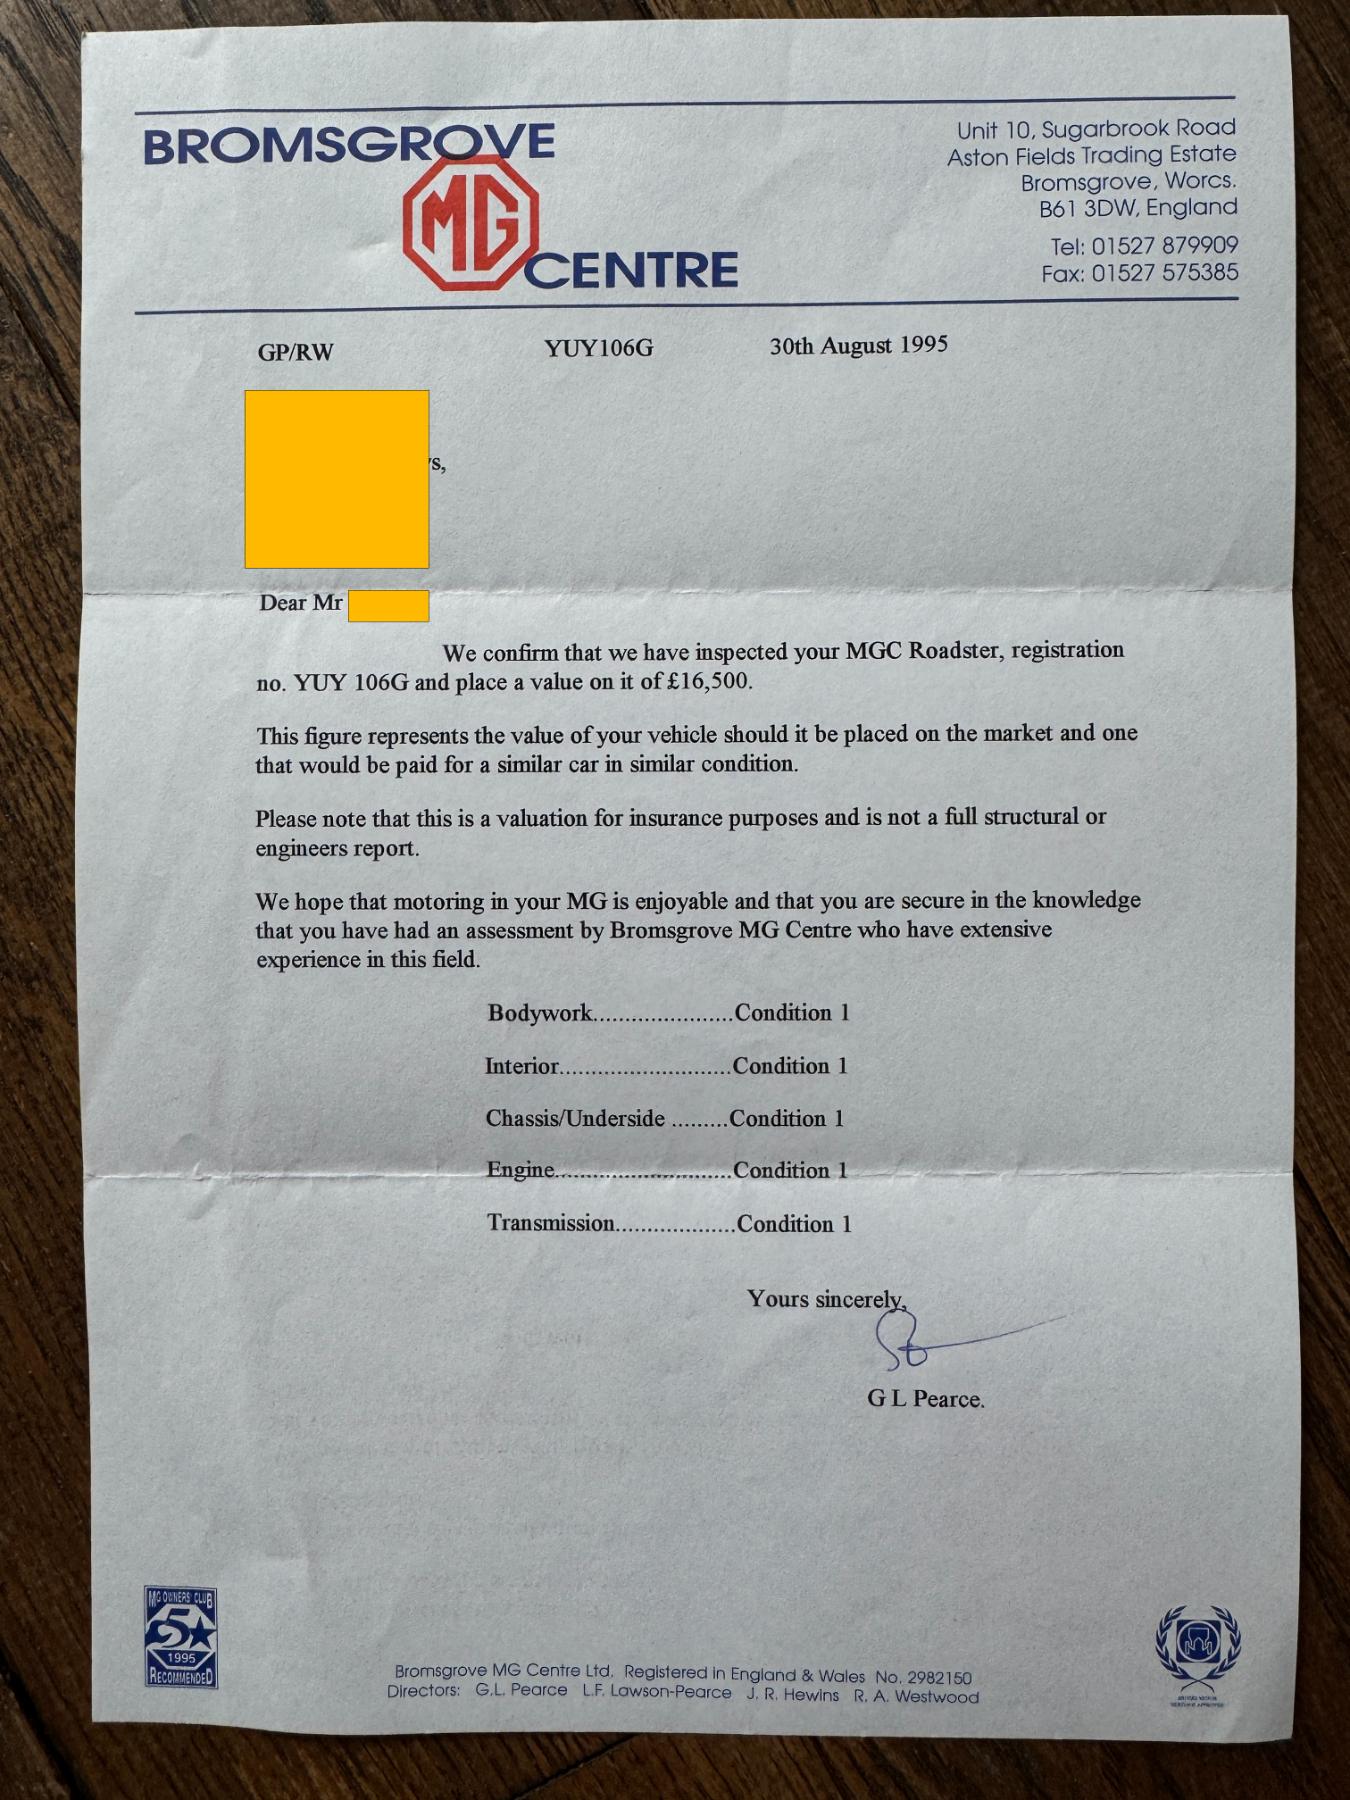 BROMSGROVE
MG
CENTRE
Unit 10, Sugarbrook Road
Aston Fields Trading Estate
Bromsgrove, Worcs.
B61 3DW, England
Tel: 01527 879909
Fax: 01527 575385
GP/RW YUY106G 30th August 1995
Dear Mr
We confirm that we have inspected your MGC Roadster, registration
no. YUY 106G and place a value on it of £16,500.
This figure represents the value of your vehicle should it be placed on the market and one
that would be paid for a similar car in similar condition.
Please note that this is a valuation for insurance purposes and is not a full structural or
engineers report.
We hope that motoring in your MG is enjoyable and that you are secure in the knowledge
that you have had an assessment by Bromsgrove MG Centre who have extensive
experience in this field.
Bodywork......................Condition 1
Interior...........................Condition 1
Chassis/Underside .........Condition 1
Engine............................Condition 1
Transmission...................Condition 1
Yours sincerely,
G L Pearce.
MG OWNERS' CLUB
5
1995
RECOMMENDED
Bromsgrove MG Centre Ltd. Registered in England & Wales No. 2982150
Directors: G.L. Pearce L.F. Lawson-Pearce J. R. Hewins R. A. Westwood